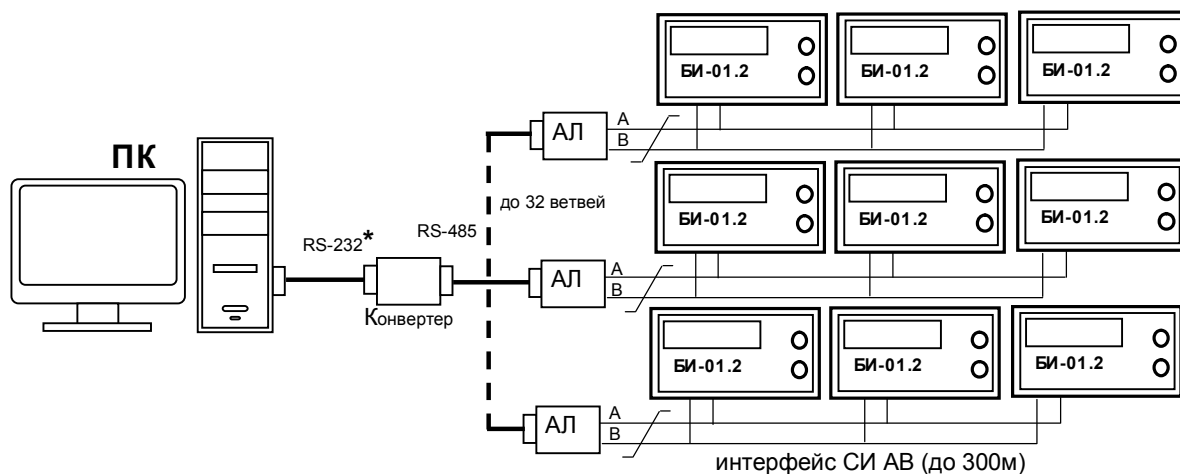 БИ-01.2 БИ-01.2 БИ-01.2
АЛ
А
В
ПК
БИ-01.2 БИ-01.2 БИ-01.2
до 32 ветвей
RS-232* RS-485
АЛ
А
В
Конвертер
БИ-01.2 БИ-01.2 БИ-01.2
АЛ
А
В
интерфейс СИ АВ (до 300м)